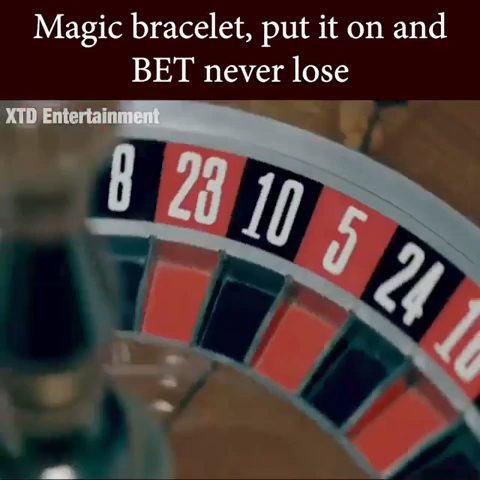 Magic bracelet, put it on and
BET never lose
XTD Entertainment
8 23 10 5 24